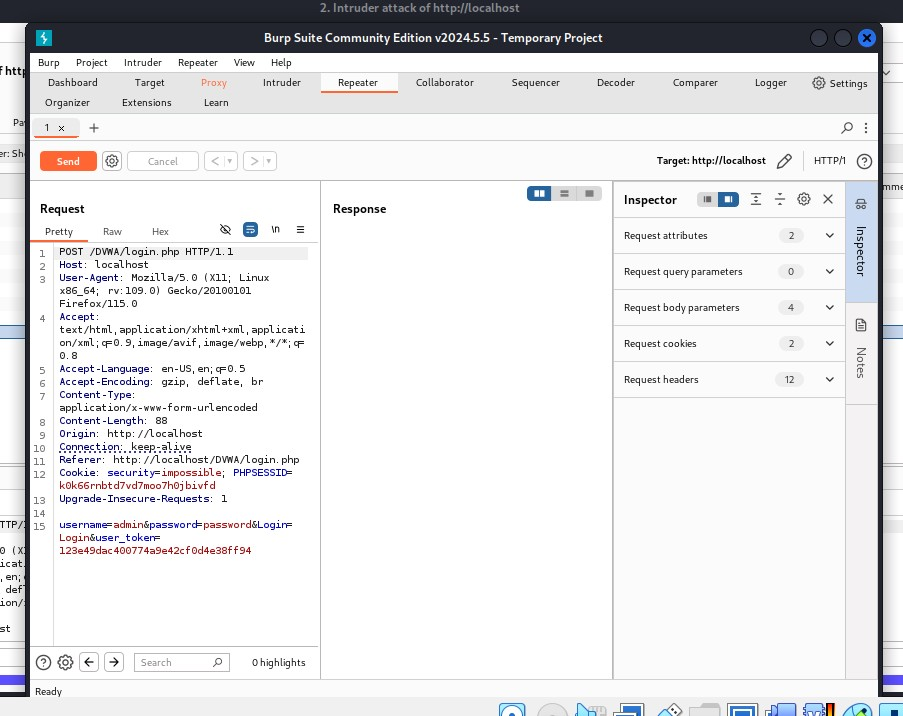 2. Intruder attack of http://localhost
Burp Suite Community Edition v2024.5.5 - Temporary Project
Burp Project Intruder Repeater View Help
Dashboard Target Proxy Intruder Repeater Collaborator Sequencer Decoder Comparer Logger Settings
Organizer Extensions Learn
1 × +
Send Cancel < > Target: http://localhost HTTP/1
Request
Pretty Raw Hex \n
1 POST /DVWA/login.php HTTP/1.1
2 Host: localhost
3 User-Agent: Mozilla/5.0 (X11; Linux
x86_64; rv:109.0) Gecko/20100101
Firefox/115.0
4 Accept:
text/html,application/xhtml+xml,applicati
on/xml;q=0.9,image/avif,image/webp,*/*;q=
0.8
5 Accept-Language: en-US,en;q=0.5
6 Accept-Encoding: gzip, deflate, br
7 Content-Type:
application/x-www-form-urlencoded
8 Content-Length: 88
9 Origin: http://localhost
10 Connection: keep-alive
11 Referer: http://localhost/DVWA/login.php
12 Cookie: security=impossible; PHPSESSID=
k0k66rnbtd7vd7moo7h0jbivfd
13 Upgrade-Insecure-Requests: 1
14
15 username=admin&password=password&Login=
Login&user_token=
123e49dac400774a9e42cf0d4e38ff94
Search 0 highlights
Response
Inspector
Request attributes 2
Request query parameters 0
Request body parameters 4
Request cookies 2
Request headers 12
Inspector
Notes
Ready